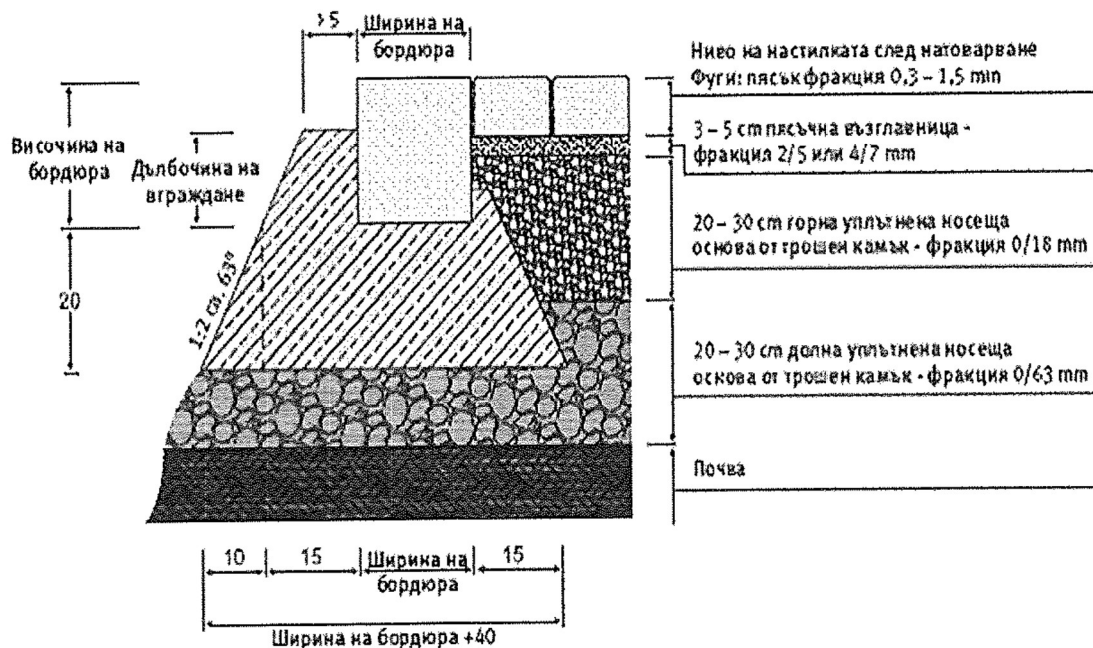 >5
Ширина на
бордюра
Височина на
бордюра
Дълбочина на
вграждане
20
1:2 св. 63º
Ниво на настилката след натоварване
Фуги: пясък фракция 0,3 – 1,5 mm
3 – 5 cm пясъчна възглавница -
фракция 2/5 или 4/7 mm
20 – 30 cm горна уплътнена носеща
основа от трошен камък - фракция 0/18 mm
20 – 30 cm долна уплътнена носеща
основа от трошен камък - фракция 0/63 mm
Почва
10
15
Ширина на
бордюра
15
Ширина на бордюра +40